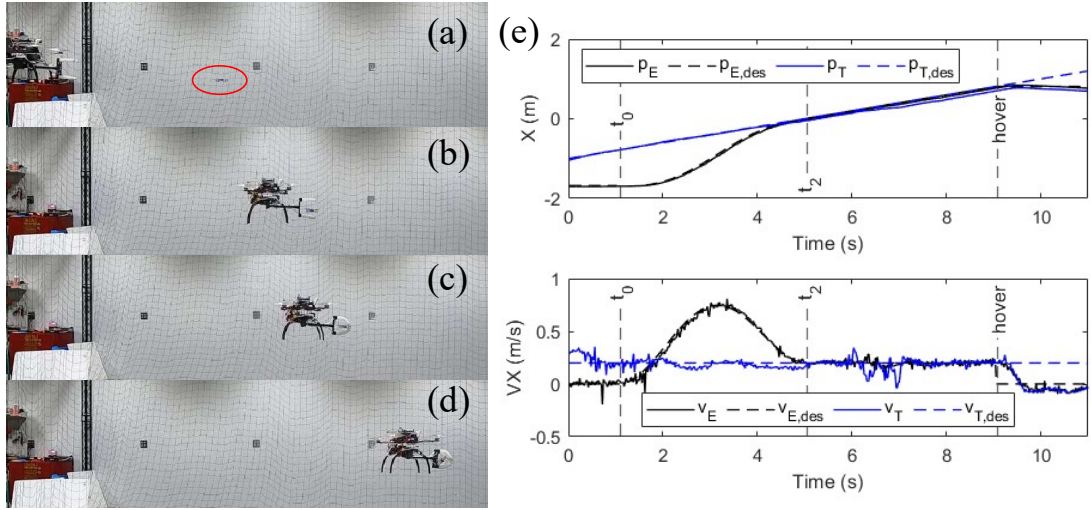 (a)
(b)
(c)
(d)
(e)
2
0
-2
X (m)
p_E
p_E,des
p_T
p_T,des
t_0
t_2
hover
0
2
4
6
8
10
Time (s)
1
0.5
0
-0.5
VX (m/s)
t_0
t_2
hover
v_E
v_E,des
v_T
v_T,des
0
2
4
6
8
10
Time (s)